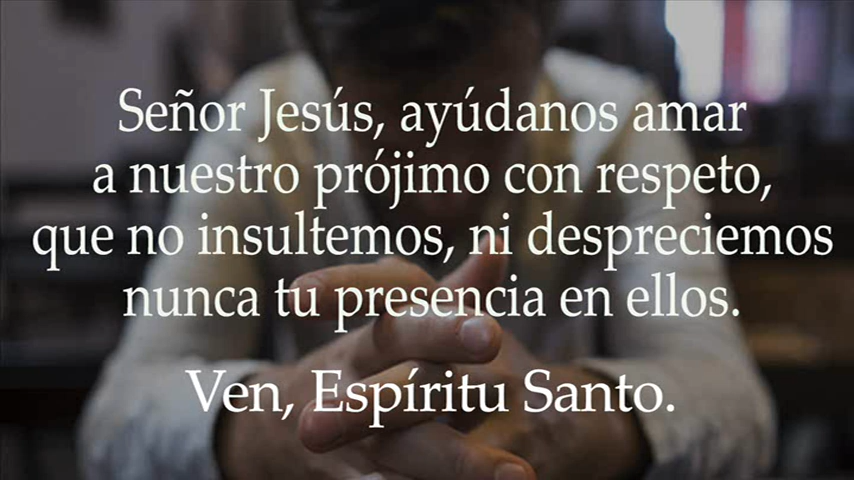 Señor Jesús, ayúdanos amar
a nuestro prójimo con respeto,
que no insultemos, ni despreciemos
nunca tu presencia en ellos.
Ven, Espíritu Santo.